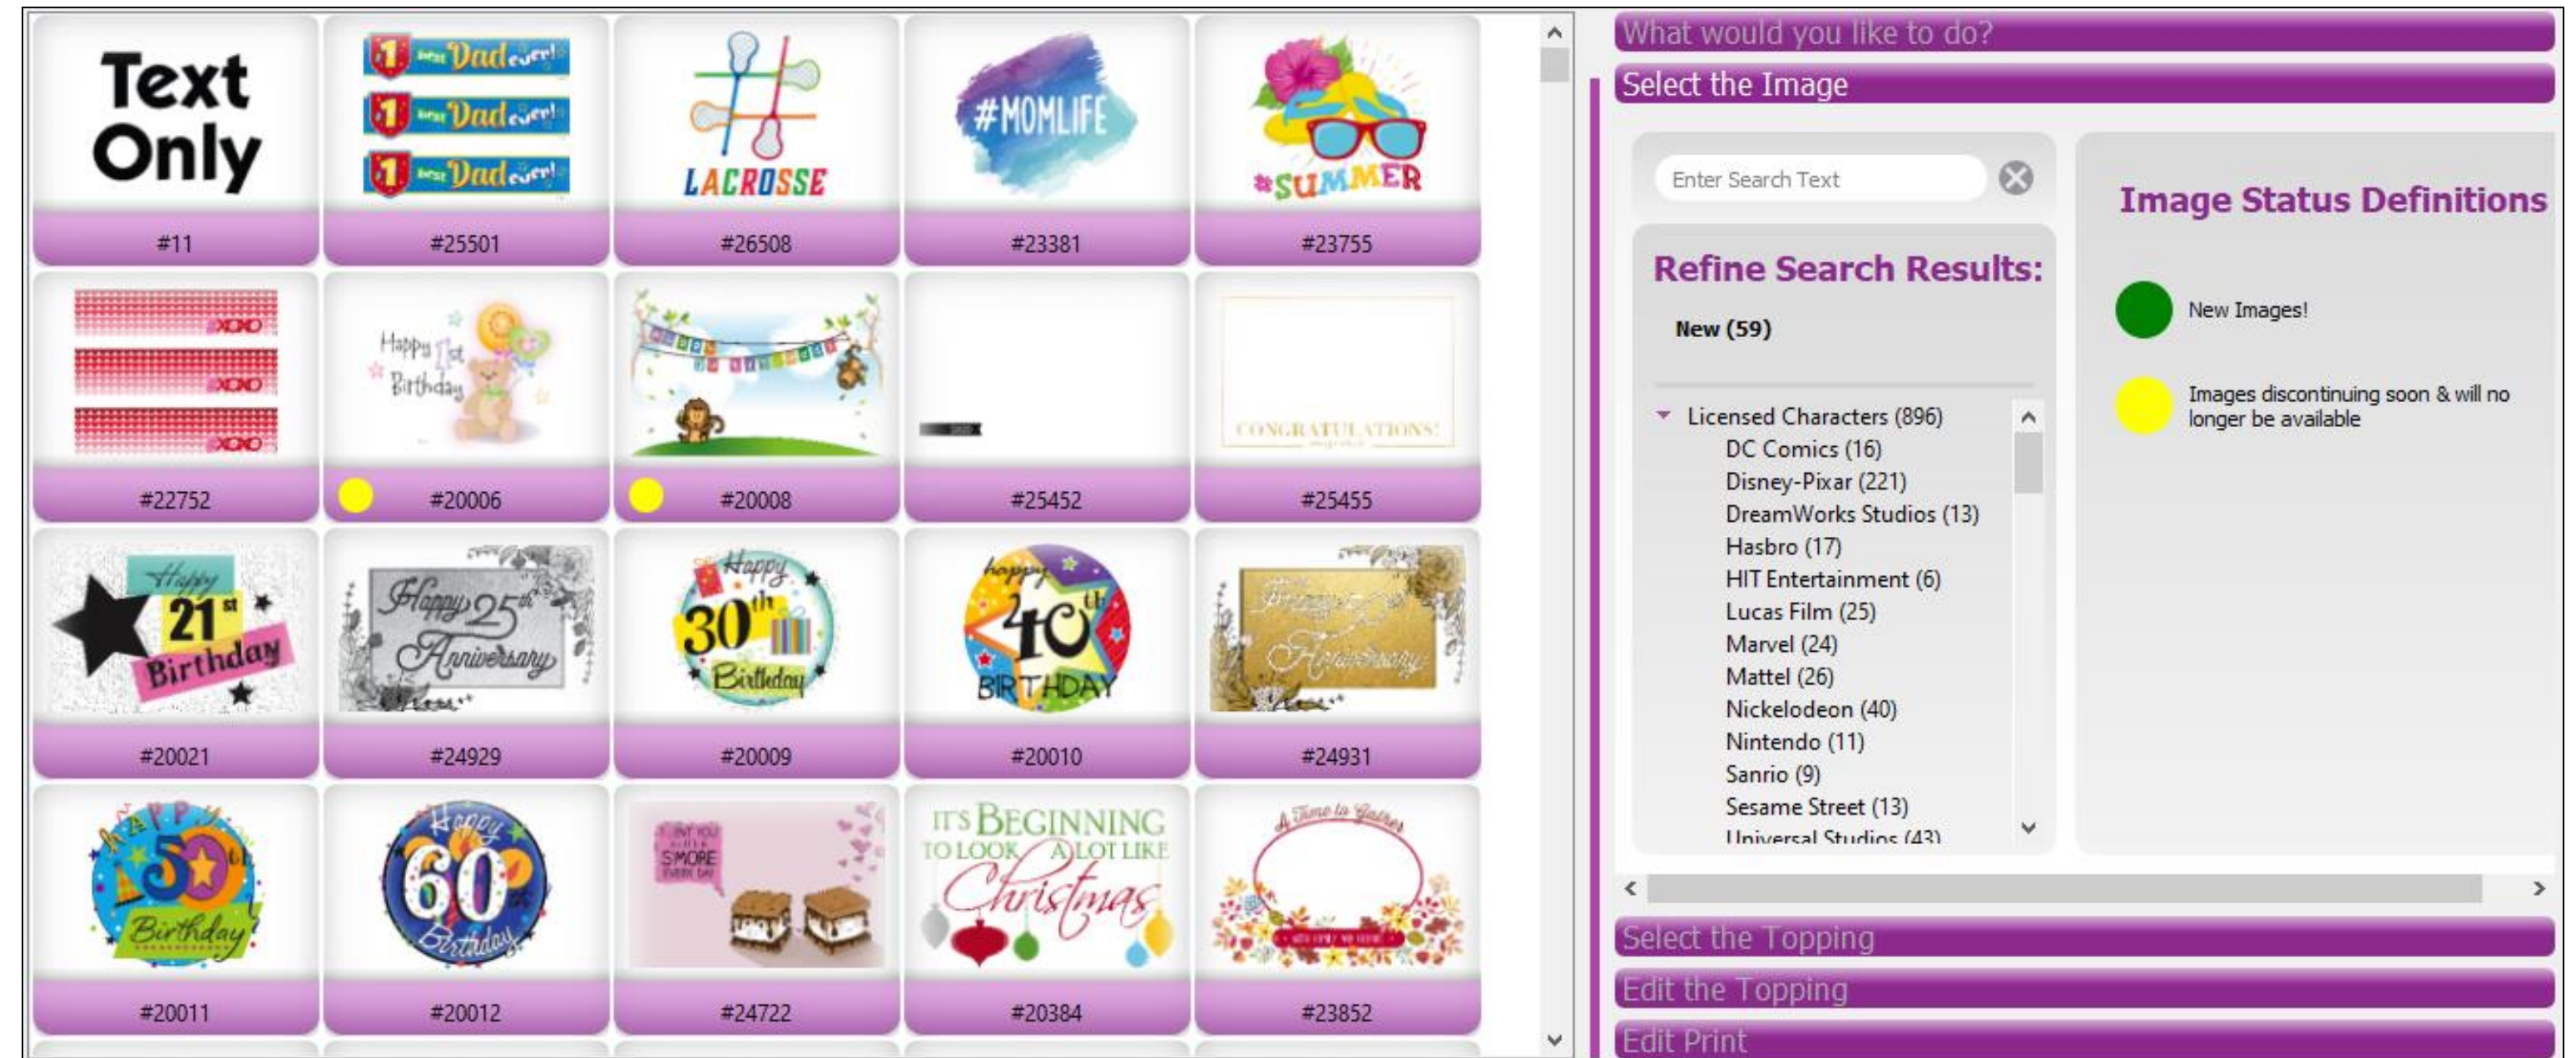 Text
Only
#11
1 best Dad ever!
1 best Dad ever!
1 best Dad ever!
#25501
LACROSSE
#26508
#MOMLIFE
#23381
#SUMMER
#23755
XOXO
XOXO
XOXO
#22752
Happy 1st
Birthday
#20006
#20008
#25452
CONGRATULATIONS!
#25455
Happy
21st
Birthday
#20021
Happy 25th
Anniversary
#24929
Happy
30th
Birthday
#20009
happy
40th
BIRTHDAY
#20010
Anniversary
#24931
HAPPY
50th
Birthday
#20011
Happy
60th
Birthday
#20012
SMORE
EVERY DAY
#24722
IT'S BEGINNING
TO LOOK A LOT LIKE
Christmas
#20384
A Time to Gather
#23852
What would you like to do?
Select the Image
Enter Search Text
Refine Search Results:
New (59)
Licensed Characters (896)
DC Comics (16)
Disney-Pixar (221)
DreamWorks Studios (13)
Hasbro (17)
HIT Entertainment (6)
Lucas Film (25)
Marvel (24)
Mattel (26)
Nickelodeon (40)
Nintendo (11)
Sanrio (9)
Sesame Street (13)
Universal Studios (43)
Image Status Definitions
New Images!
Images discontinuing soon & will no
longer be available
Select the Topping
Edit the Topping
Edit Print